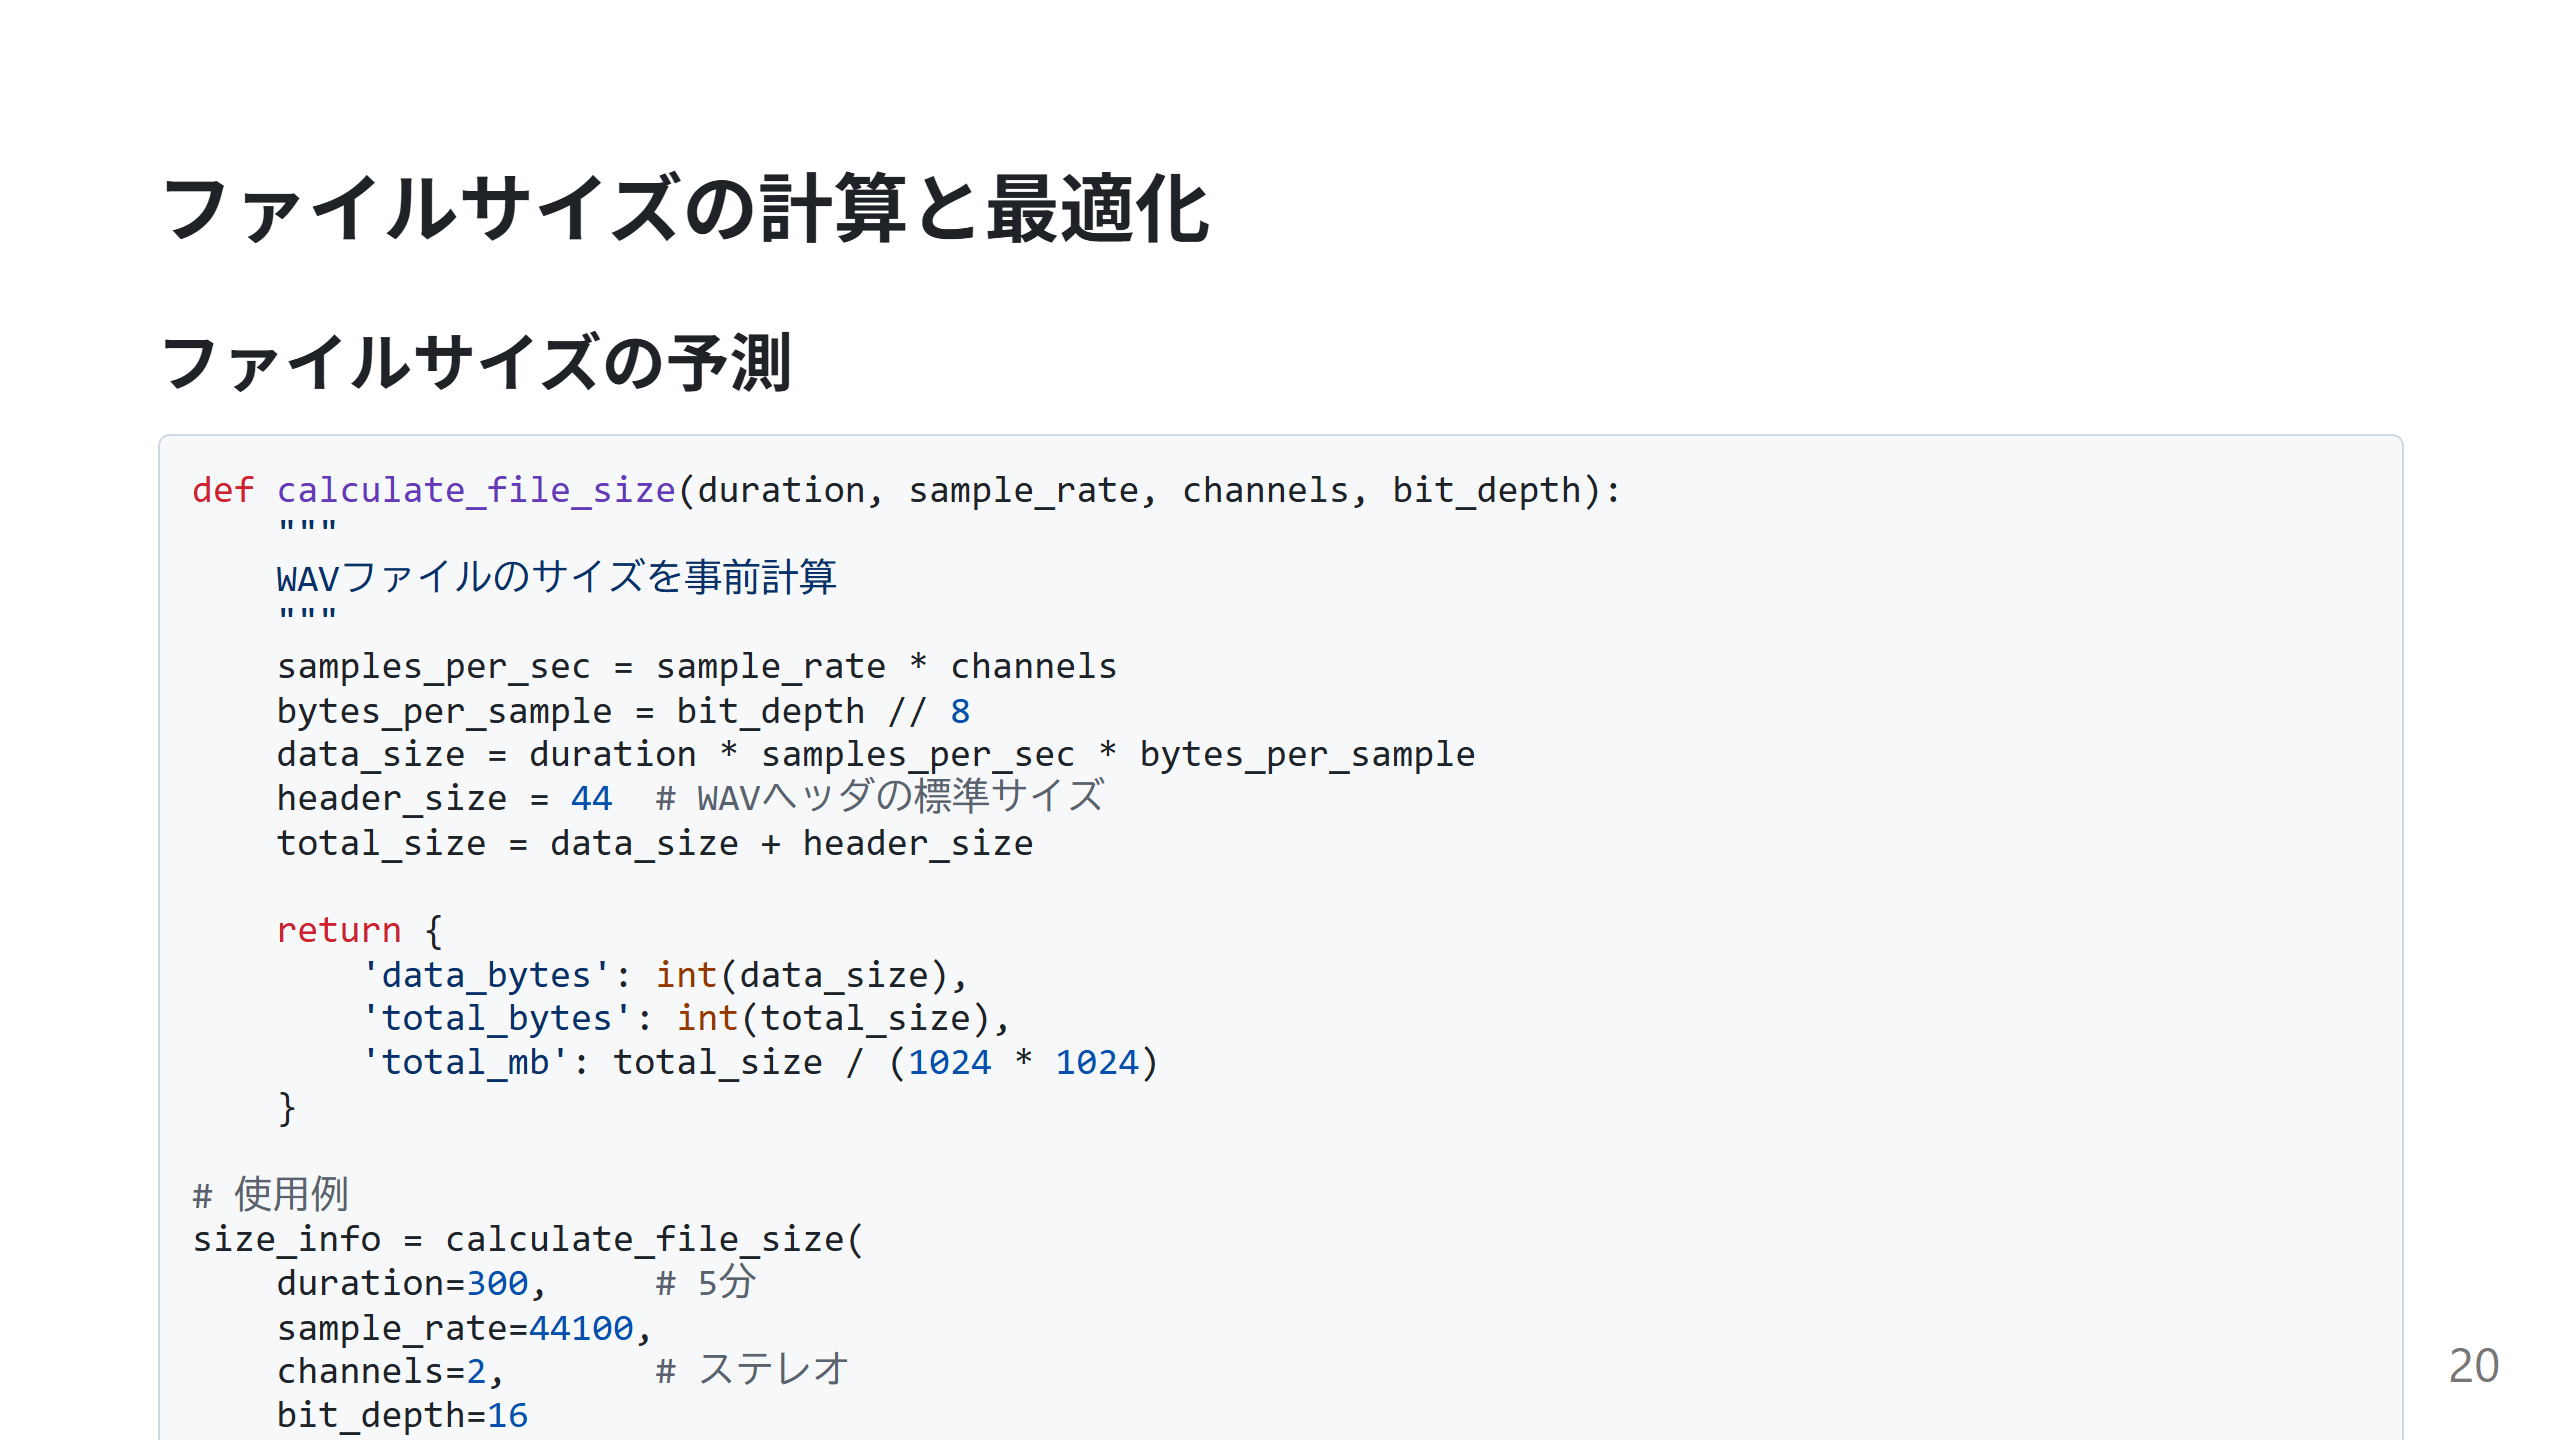 ファイルサイズの計算と最適化
ファイルサイズの予測
def calculate_file_size(duration, sample_rate, channels, bit_depth):
    """
    WAVファイルのサイズを事前計算
    """
    samples_per_sec = sample_rate * channels
    bytes_per_sample = bit_depth // 8
    data_size = duration * samples_per_sec * bytes_per_sample
    header_size = 44  # WAVヘッダの標準サイズ
    total_size = data_size + header_size

    return {
        'data_bytes': int(data_size),
        'total_bytes': int(total_size),
        'total_mb': total_size / (1024 * 1024)
    }

# 使用例
size_info = calculate_file_size(
    duration=300,     # 5分
    sample_rate=44100,
    channels=2,       # ステレオ
    bit_depth=16
20